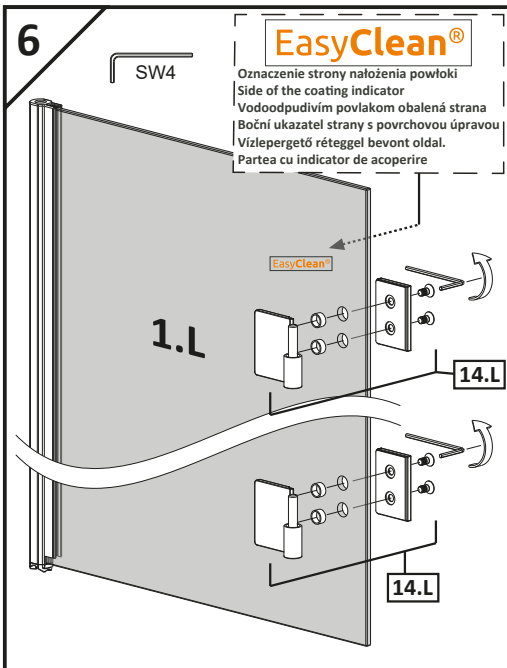 6
SW4
EasyClean®
Oznaczenie strony nałożenia powłoki
Side of the coating indicator
Vodoodpudivím povlakom obalená strana
Boční ukazatel strany s povrchovou úpravou
Vízlepergető réteggel bevont oldal.
Partea cu indicator de acoperire
EasyClean®
1.L
14.L
14.L